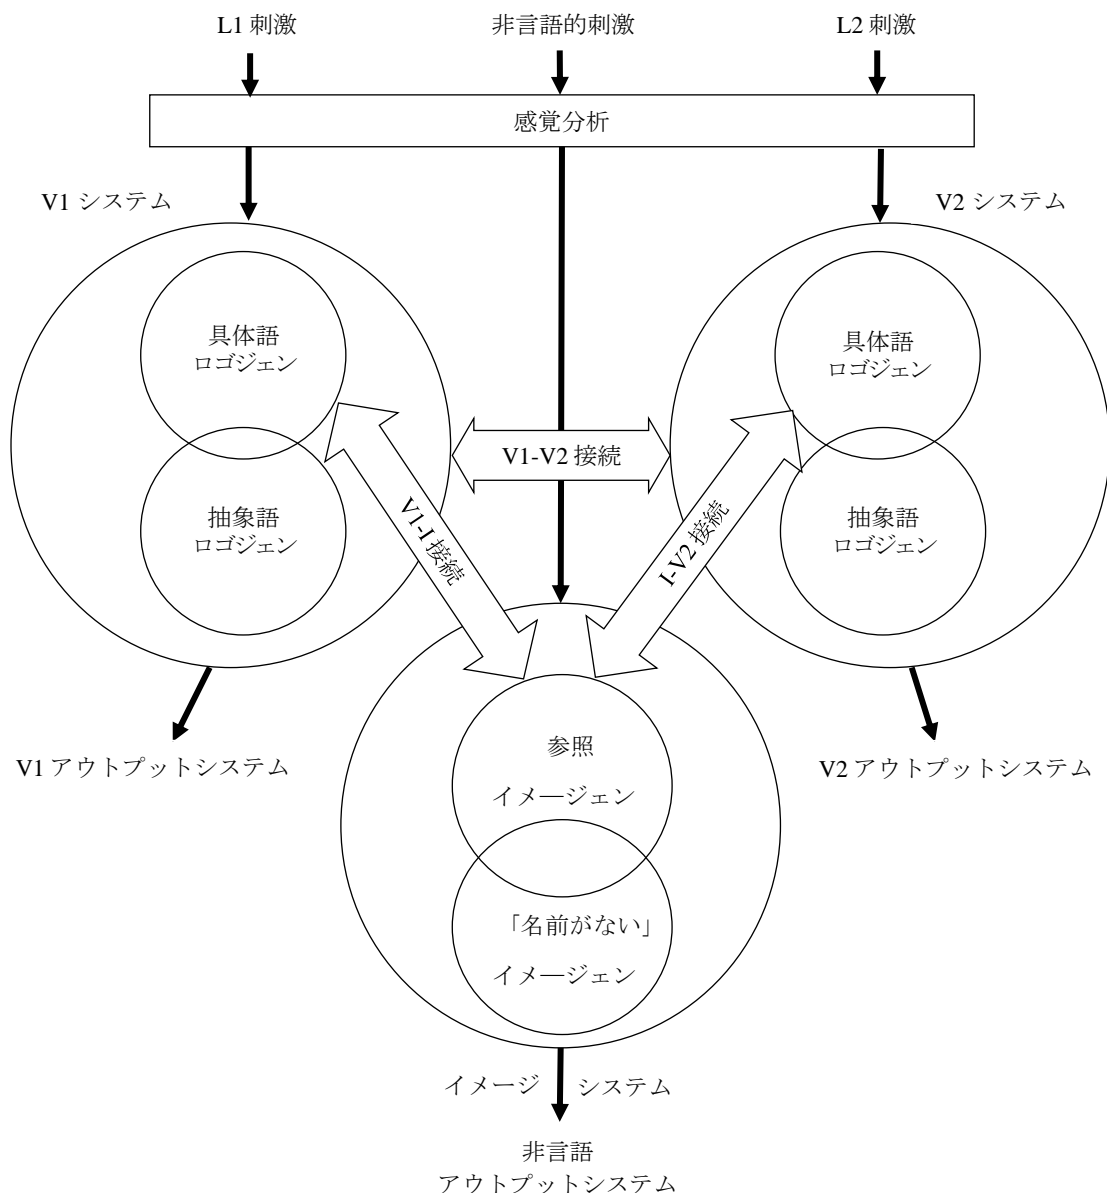 L1 刺激
非言語的刺激
L2 刺激
感覚分析
V1 システム
V2 システム
具体語
ロゴジェン
具体語
ロゴジェン
V1-V2 接続
抽象語
ロゴジェン
V1-I 接続
I-V2 接続
抽象語
ロゴジェン
参照
イメージェン
V1 アウトプットシステム
V2 アウトプットシステム
「名前がない」
イメージェン
イメージ システム
非言語
アウトプットシステム